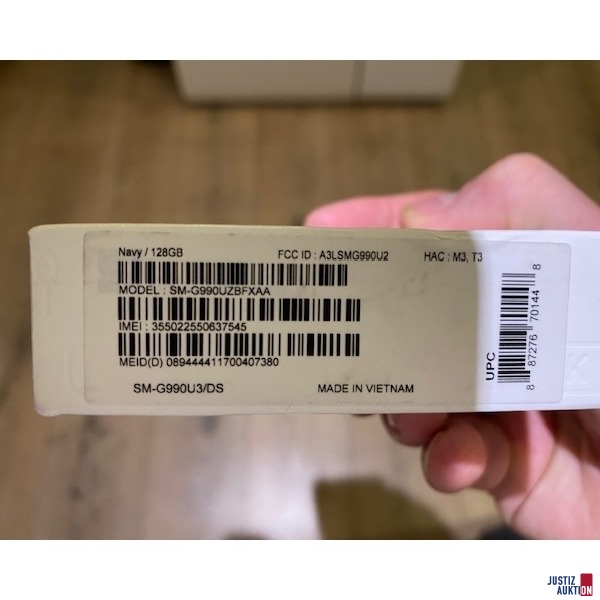 Navy / 128GB FCC ID : A3LSMG990U2 HAC : M3, T3
MODEL : SM-G990UZBFXAA
IMEI : 355022550637545
MEID(D) 089444411700407380
SM-G990U3/DS MADE IN VIETNAM
UPC
8 87276 70144 8
JUSTIZ
AUKTION